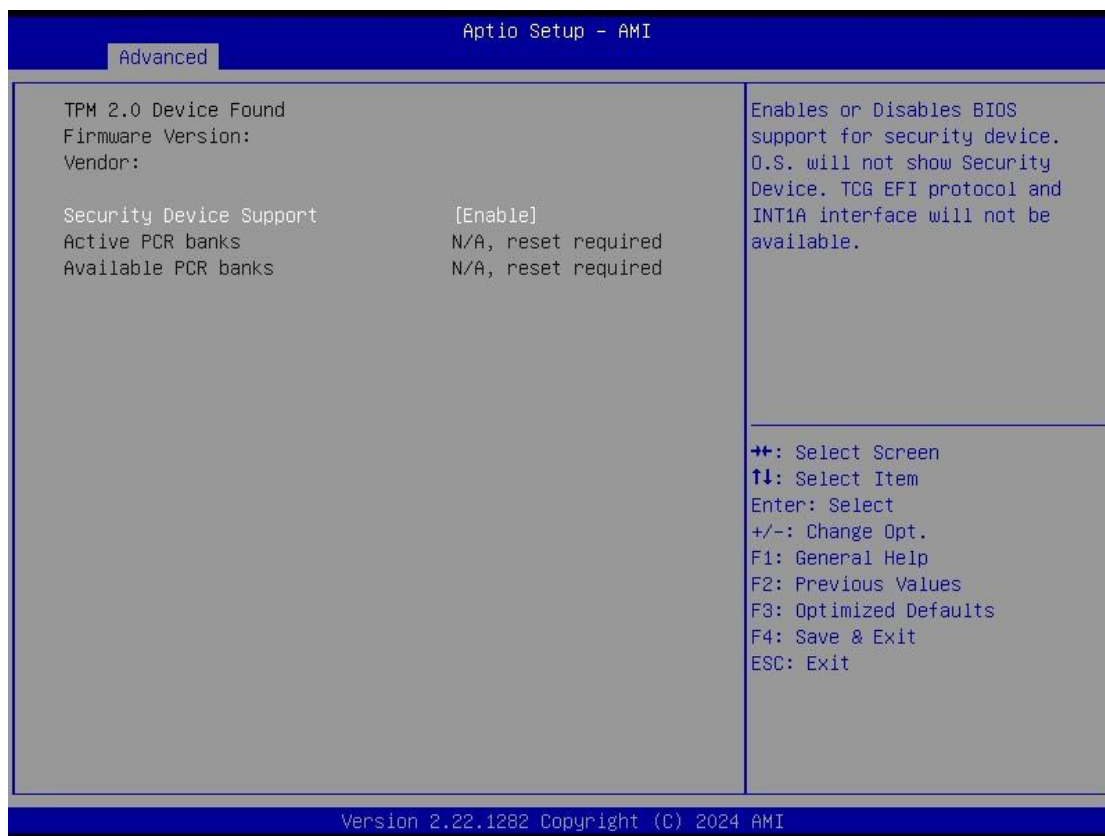 Aptio Setup - AMI
Advanced
TPM 2.0 Device Found
Firmware Version:
Vendor:
Security Device Support [Enable]
Active PCR banks N/A, reset required
Available PCR banks N/A, reset required
Enables or Disables BIOS
support for security device.
O.S. will not show Security
Device. TCG EFI protocol and
INT1A interface will not be
available.
→←: Select Screen
↑↓: Select Item
Enter: Select
+/-: Change Opt.
F1: General Help
F2: Previous Values
F3: Optimized Defaults
F4: Save & Exit
ESC: Exit
Version 2.22.1282 Copyright (C) 2024 AMI